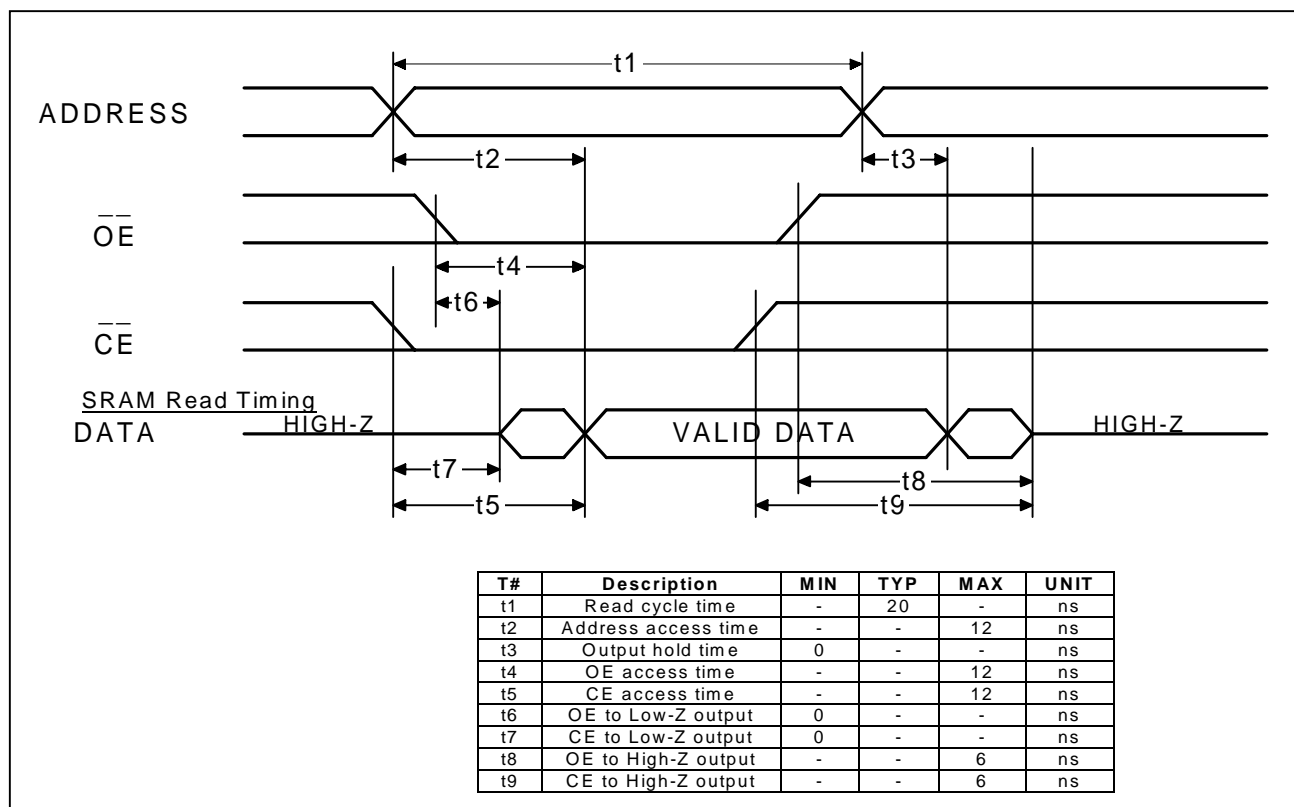 t1
ADDRESS
t2
t3
OE
t4
t6
CE
SRAM Read Timing
DATA
HIGH-Z
VALID DATA
HIGH-Z
t7
t8
t5
t9
T# Description MIN TYP MAX UNIT
t1 Read cycle time - 20 - ns
t2 Address access time - - 12 ns
t3 Output hold time 0 - - ns
t4 OE access time - - 12 ns
t5 CE access time - - 12 ns
t6 OE to Low-Z output 0 - - ns
t7 CE to Low-Z output 0 - - ns
t8 OE to High-Z output - - 6 ns
t9 CE to High-Z output - - 6 ns